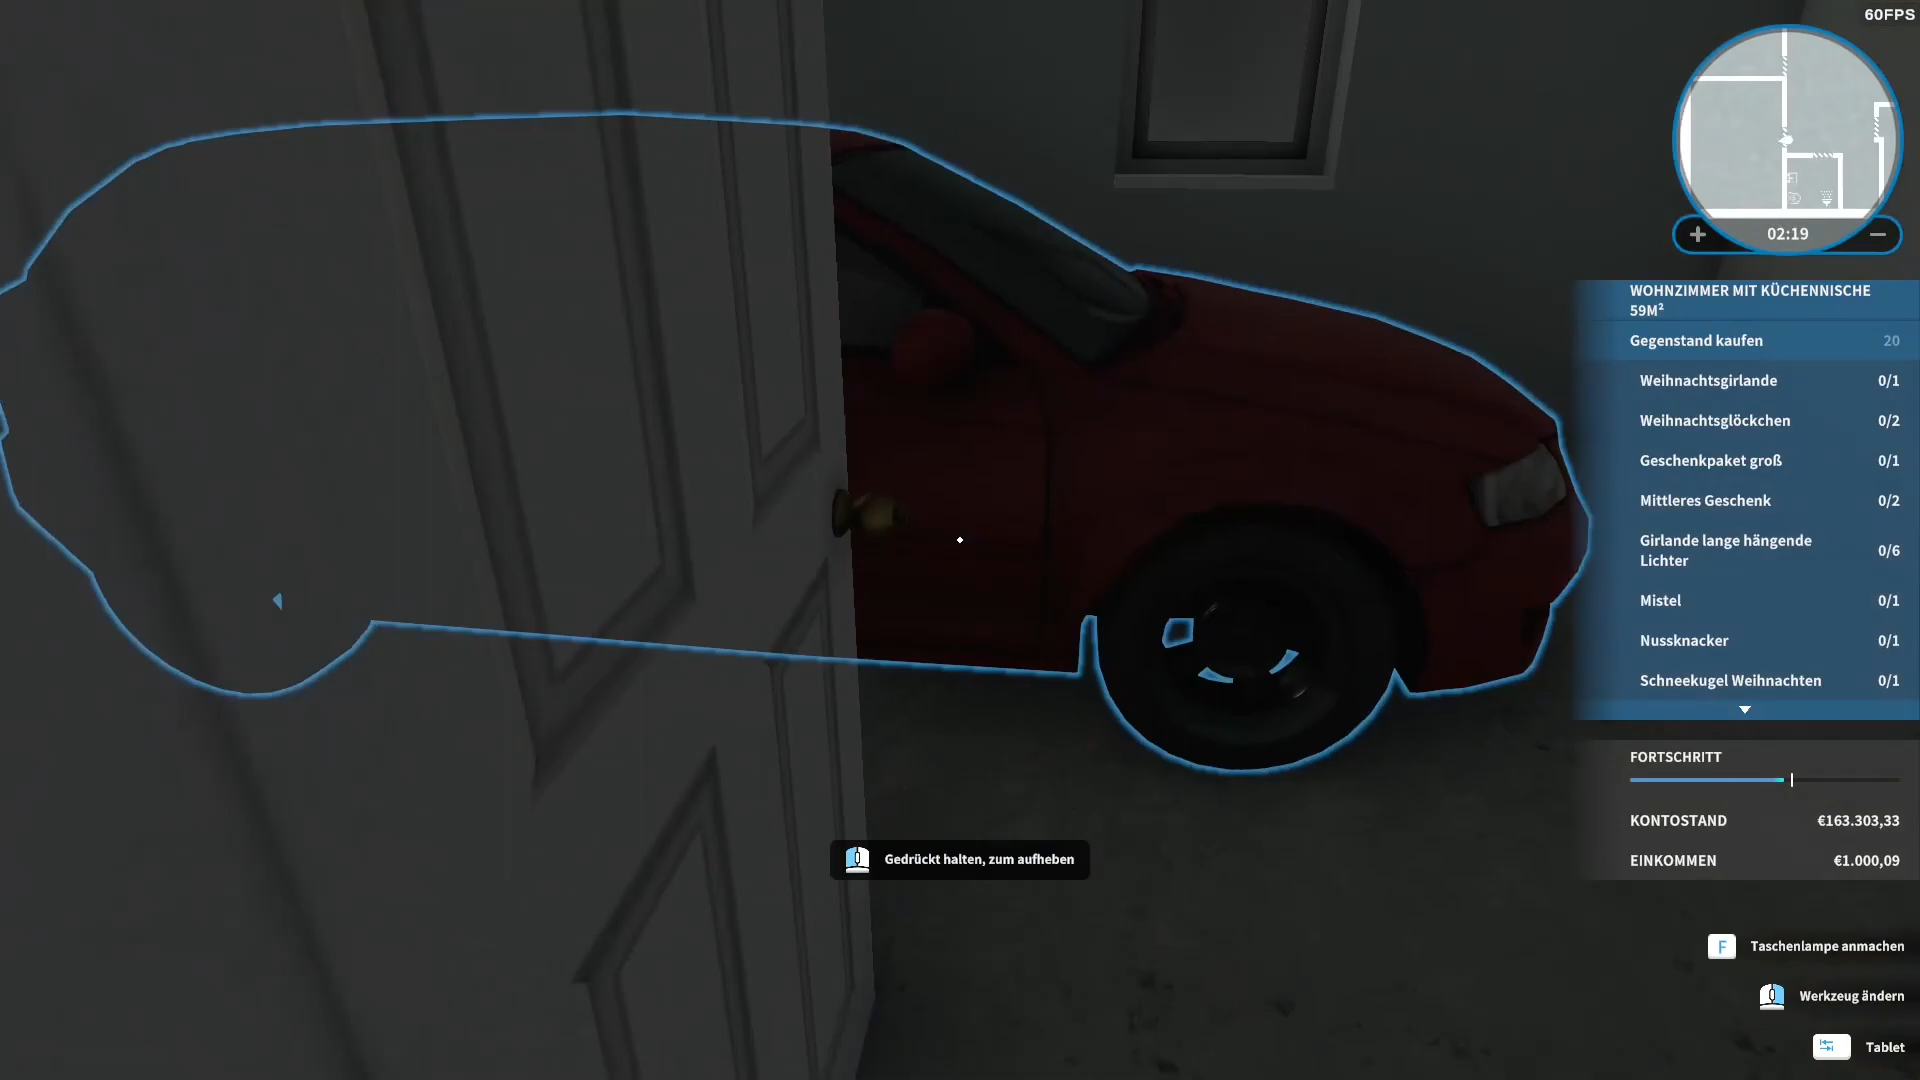 60FPS
02:19
WOHNZIMMER MIT KÜCHENNISCHE
59M²
Gegenstand kaufen 20
Weihnachtsgirlande 0/1
Weihnachtsglöckchen 0/2
Geschenkpaket groß 0/1
Mittleres Geschenk 0/2
Girlande lange hängende
Lichter 0/6
Mistel 0/1
Nussknacker 0/1
Schneekugel Weihnachten 0/1
FORTSCHRITT
KONTOSTAND €163.303,33
Gedrückt halten, zum aufheben
EINKOMMEN €1.000,09
F Taschenlampe anmachen
Werkzeug ändern
Tablet